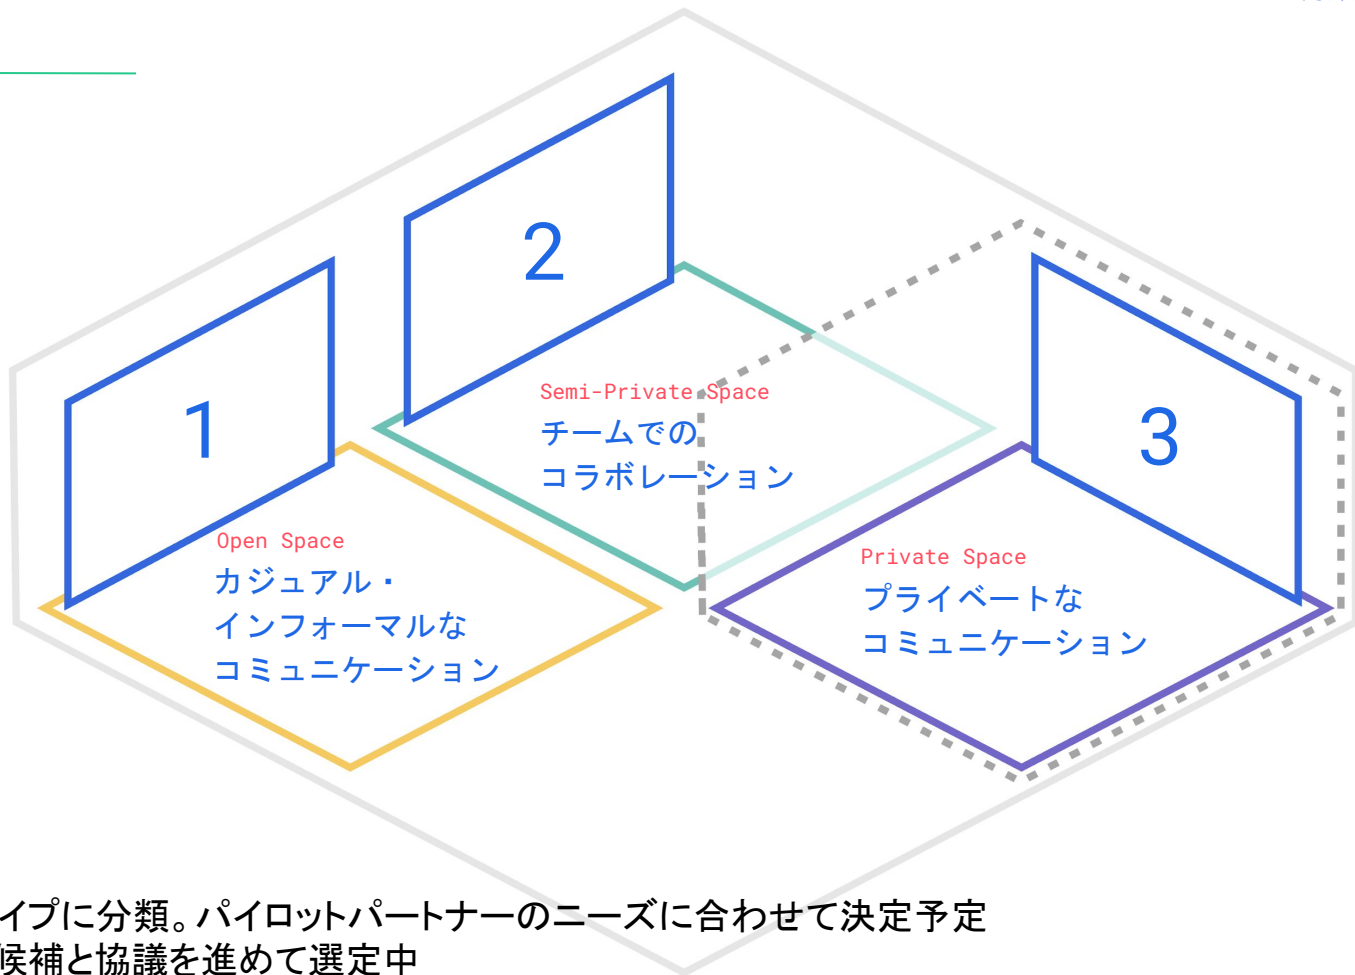 1
Open Space
カジュアル・
インフォーマルな
コミュニケーション
2
Semi-Private Space
チームでの
コラボレーション
3
Private Space
プライベートな
コミュニケーション
イプに分類。パイロットパートナーのニーズに合わせて決定予定
候補と協議を進めて選定中